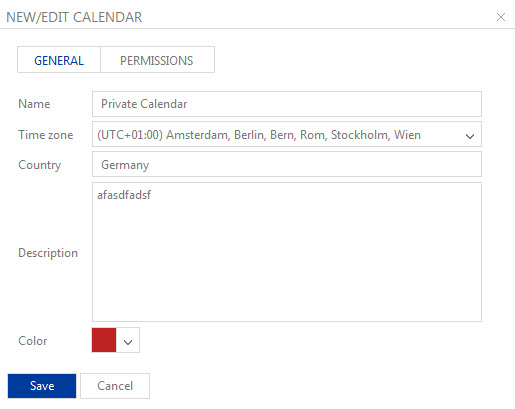 NEW/EDIT CALENDAR
GENERAL PERMISSIONS
Name Private Calendar
Time zone (UTC+01:00) Amsterdam, Berlin, Bern, Rom, Stockholm, Wien
Country Germany
afasdfadsf
Description
Color
Save Cancel